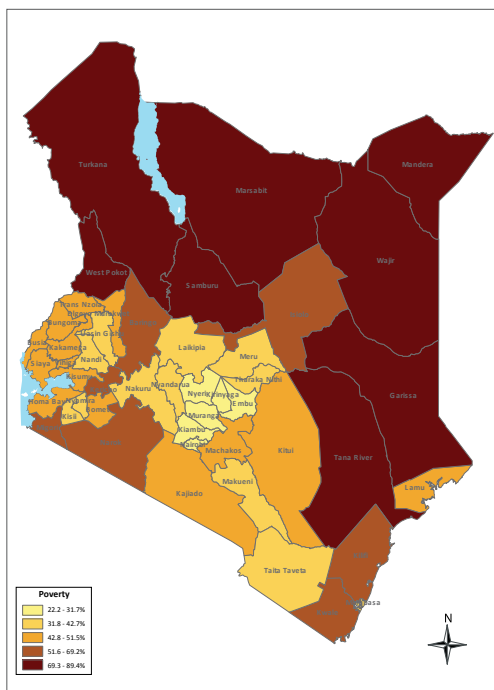 Turkana
Mandera
Marsabit
Wajir
West Pokot
Samburu
Trans Nzoia
Bungoma
Uasin Gishu
Busia
Kakamega
Laikipia
Meru
Siaya
Nandi
Kisumu
Nakuru
Nyandarua
Tharaka Nithi
Garissa
Homa Bay
Nyamira
Nyeri
Kirinyaga
Embu
Kisii
Bomet
Muranga
Kiambu
Nairobi
Machakos
Kitui
Tana River
Makueni
Kajiado
Lamu
Taita Taveta
Poverty
22.2 - 31.7%
31.8 - 42.7%
42.8 - 51.5%
51.6 - 69.2%
69.3 - 89.4%
N